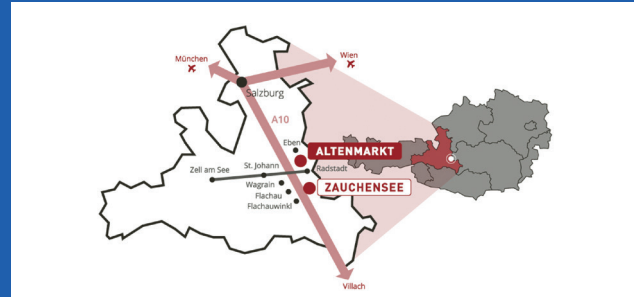 München
Wien
Salzburg
A10
Eben
ALTENMARKT
Radstadt
St. Johann
Zell am See
Wagrain
ZAUCHENSEE
Flachau
Flachauwinkl
Villach